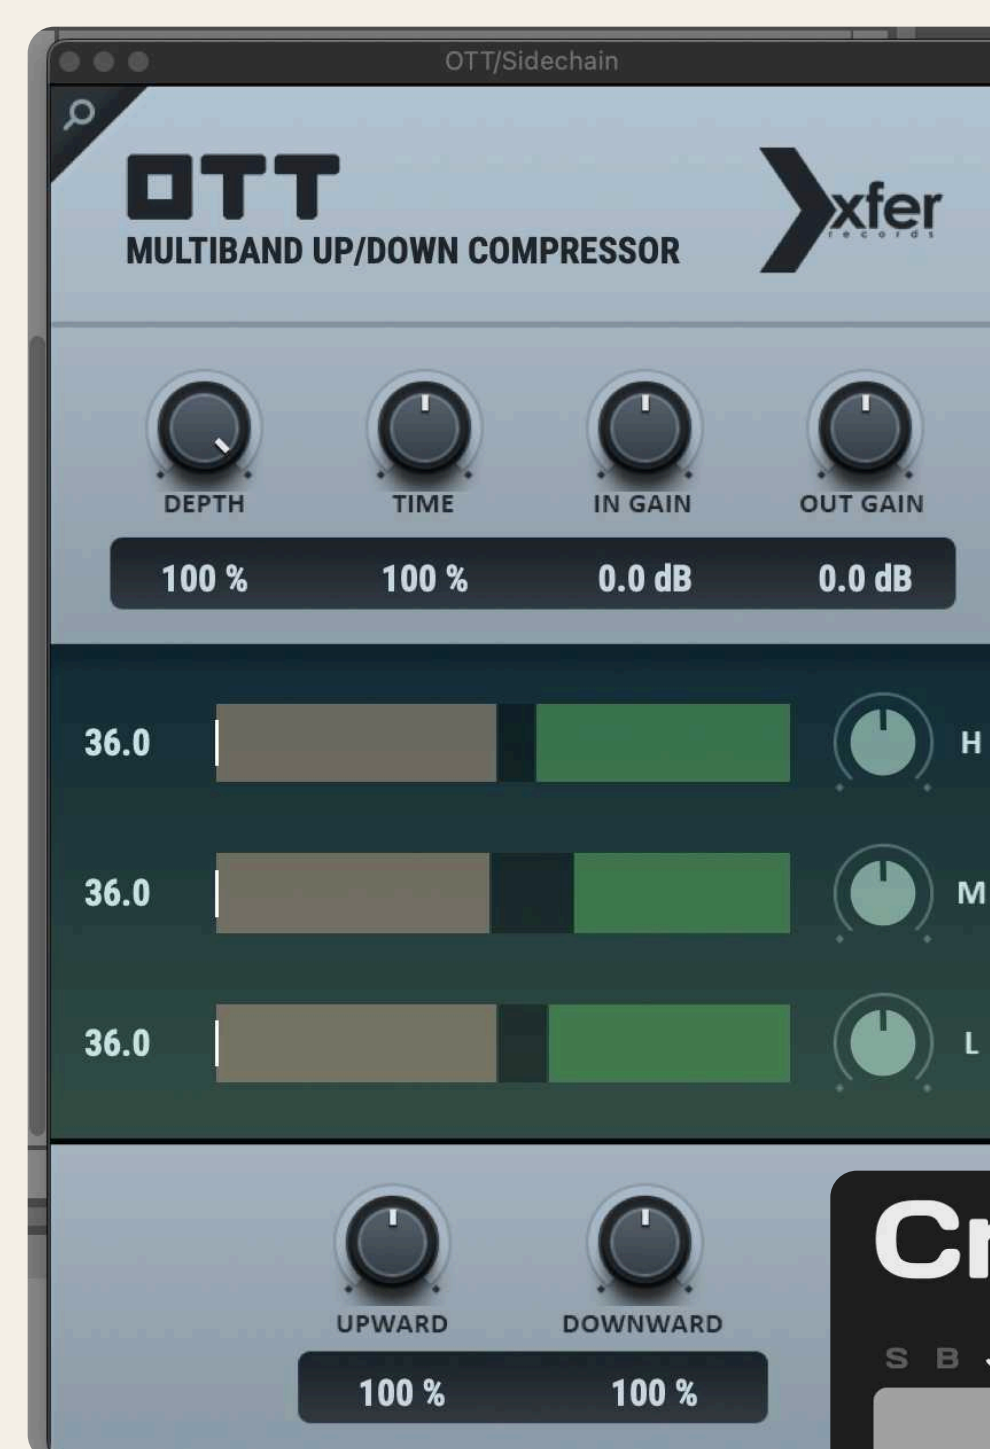 OTT/Sidechain
OTT
MULTIBAND UP/DOWN COMPRESSOR
xfer
records
DEPTH TIME IN GAIN OUT GAIN
100 % 100 % 0.0 dB 0.0 dB
36.0 H
36.0 M
36.0 L
UPWARD DOWNWARD
100 % 100 %
Cr
S B